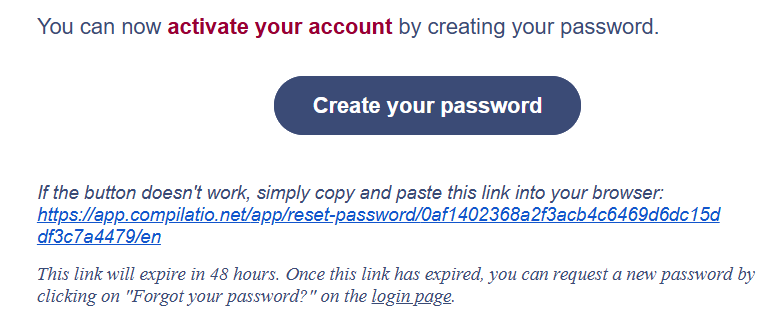 You can now activate your account by creating your password.
Create your password
If the button doesn't work, simply copy and paste this link into your browser:
https://app.compilatio.net/app/reset-password/0af1402368a2f3acb4c6469d6dc15d
df3c7a4479/en
This link will expire in 48 hours. Once this link has expired, you can request a new password by
clicking on "Forgot your password?" on the login page.